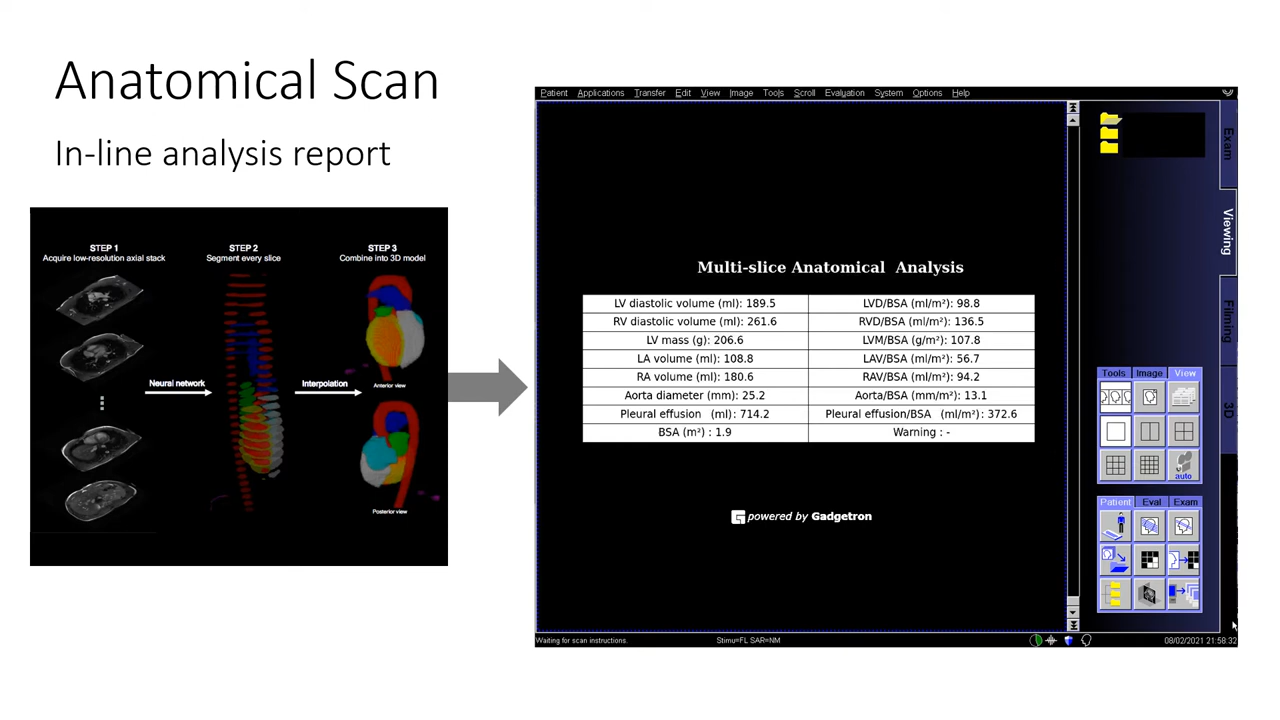 Anatomical Scan
In-line analysis report
STEP 1
Acquire low-resolution axial stack
STEP 2
Segment every slice
STEP 3
Combine into 3D model
Neural network
Interpolation
Anterior view
Posterior view
Patient Applications Transfer Edit View Image Tools Scroll Evaluation System Options Help
Multi-slice Anatomical Analysis
LV diastolic volume (ml): 189.5 LVD/BSA (ml/m²): 98.8
RV diastolic volume (ml): 261.6 RVD/BSA (ml/m²): 136.5
LV mass (g): 206.6 LVM/BSA (g/m²): 107.8
LA volume (ml): 108.8 LAV/BSA (ml/m²): 56.7
RA volume (ml): 180.6 RAV/BSA (ml/m²): 94.2
Aorta diameter (mm): 25.2 Aorta/BSA (mm/m²): 13.1
Pleural effusion (ml): 714.2 Pleural effusion/BSA (ml/m²): 372.6
BSA (m²) : 1.9 Warning : -
powered by Gadgetron
Exam
Viewing
Filming
3D
Tools Image View
auto
Patient Eval Exam
Waiting for scan instructions. Stimu=FL SAR=NM 08/02/2021 21:58:32